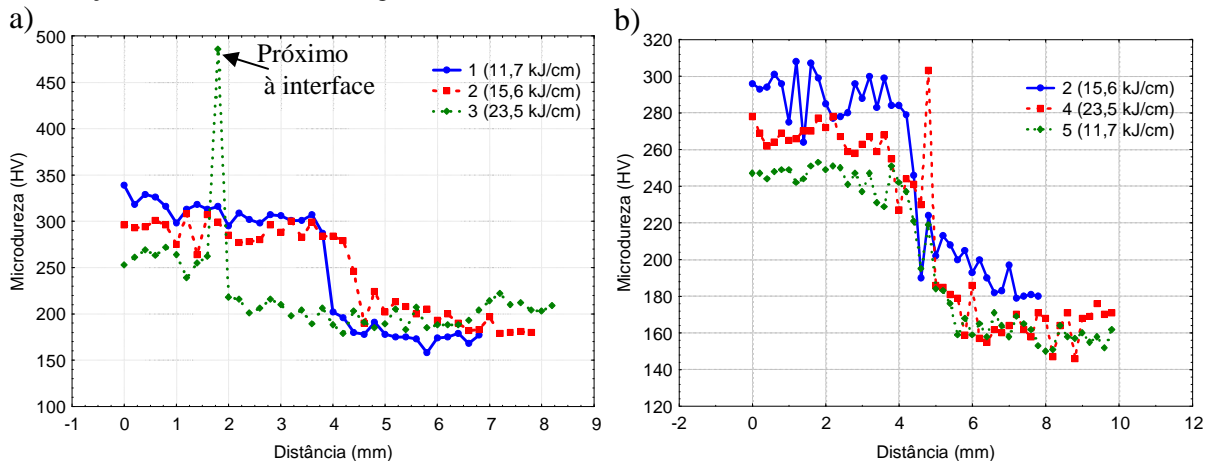 a)
500
450
400
350
300
250
200
150
100
-1 0 1 2 3 4 5 6 7 8 9
Microdureza (HV)
Distância (mm)
Próximo
à interface
1 (11,7 kJ/cm)
2 (15,6 kJ/cm)
3 (23,5 kJ/cm)
b)
320
300
280
260
240
220
200
180
160
140
120
-2 0 2 4 6 8 10 12
Microdureza (HV)
Distância (mm)
2 (15,6 kJ/cm)
4 (23,5 kJ/cm)
5 (11,7 kJ/cm)